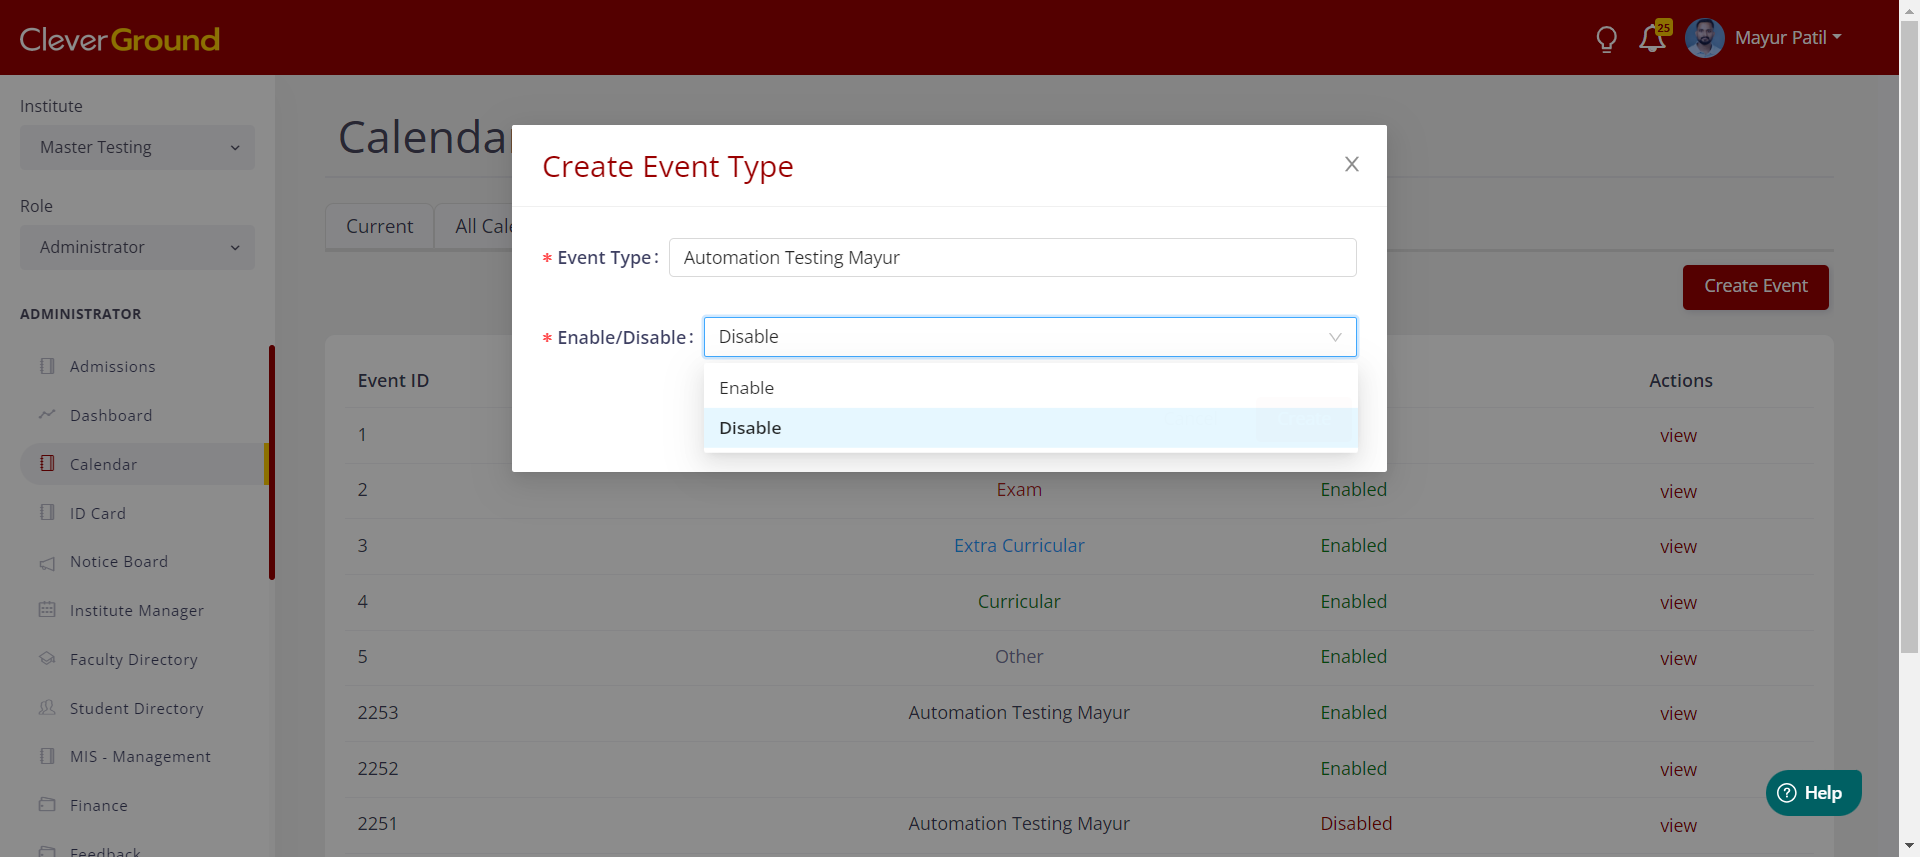 CleverGround
25
Mayur Patil
Institute
Master Testing
Role
Administrator
ADMINISTRATOR
Admissions
Dashboard
Calendar
ID Card
Notice Board
Institute Manager
Faculty Directory
Student Directory
MIS - Management
Finance
Feedback
Calendar
Current
All Cale
Create Event
Create Event Type
* Event Type :
Automation Testing Mayur
* Enable/Disable :
Disable
Enable
Disable
Event ID
Actions
1
view
2
Exam
Enabled
view
3
Extra Curricular
Enabled
view
4
Curricular
Enabled
view
5
Other
Enabled
view
2253
Automation Testing Mayur
Enabled
view
2252
Enabled
view
2251
Automation Testing Mayur
Disabled
view
Help